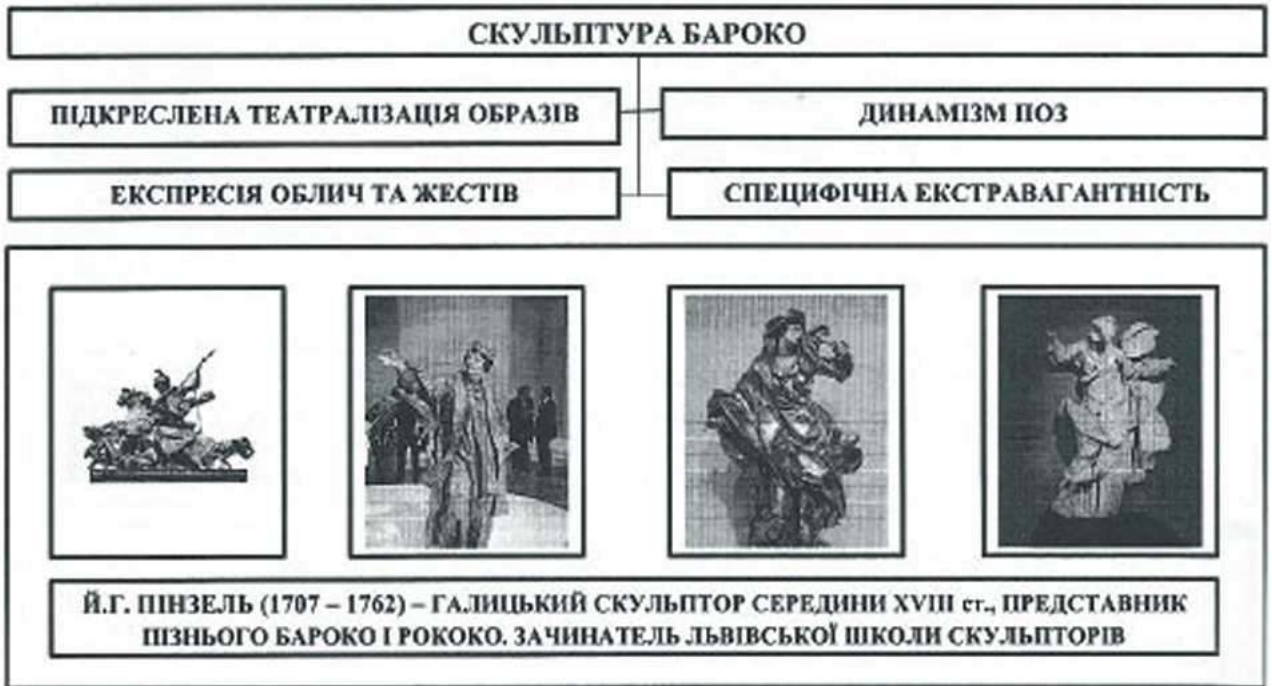 СКУЛЬПТУРА БАРОКО
ПІДКРЕСЛЕНА ТЕАТРАЛІЗАЦІЯ ОБРАЗІВ
ДИНАМІЗМ ПОЗ
ЕКСПРЕСІЯ ОБЛИЧ ТА ЖЕСТІВ
СПЕЦИФІЧНА ЕКСТРАВАГАНТНІСТЬ
Й.Г. ПІНЗЕЛЬ (1707 – 1762) – ГАЛИЦЬКИЙ СКУЛЬПТОР СЕРЕДИНИ XVIII ст., ПРЕДСТАВНИК
ПІЗНЬОГО БАРОКО І РОКОКО. ЗАЧИНАТЕЛЬ ЛЬВІВСЬКОЇ ШКОЛИ СКУЛЬПТОРІВ